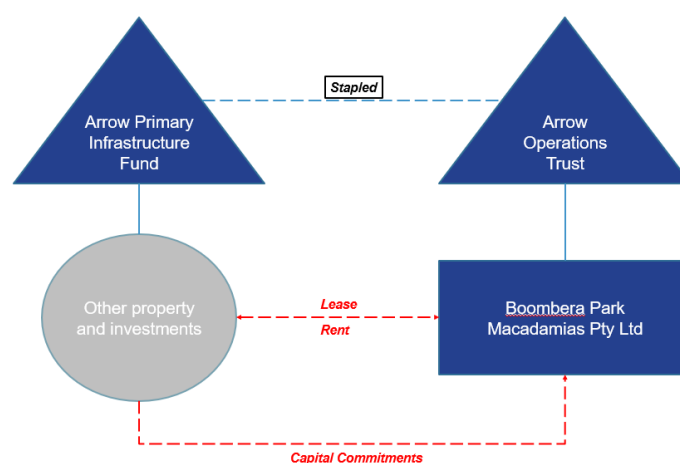 Stapled
Arrow Primary
Infrastructure
Fund
Arrow
Operations
Trust
Other property
and investments
Lease
Rent
Boombera Park
Macadamias Pty Ltd
Capital Commitments